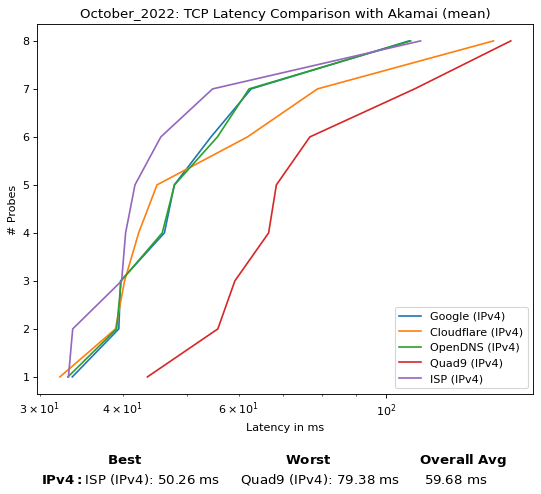 October_2022: TCP Latency Comparison with Akamai (mean)
8
7
6
5
4
3
2
1
# Probes
Google (IPv4)
Cloudflare (IPv4)
OpenDNS (IPv4)
Quad9 (IPv4)
ISP (IPv4)
3 × 10¹ 4 × 10¹ 6 × 10¹ 10²
Latency in ms
Best Worst Overall Avg
IPv4: ISP (IPv4): 50.26 ms Quad9 (IPv4): 79.38 ms 59.68 ms